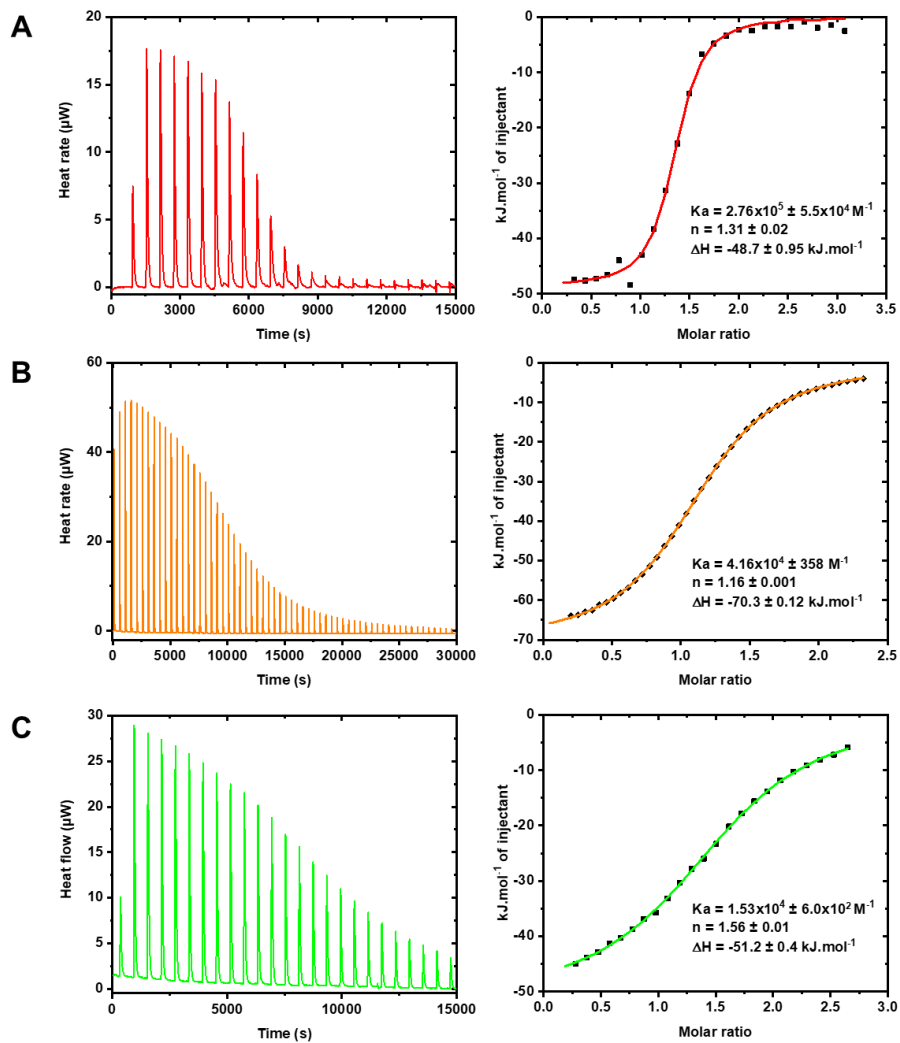 A
Heat rate (µW)
20
15
10
5
0
0 3000 6000 9000 12000 15000
Time (s)
kJ.mol-1 of injectant
0
-10
-20
-30
-40
-50
Ka = 2.76x10⁵ ± 5.5x10⁴ M⁻¹
n = 1.31 ± 0.02
ΔH = -48.7 ± 0.95 kJ.mol⁻¹
0.0 0.5 1.0 1.5 2.0 2.5 3.0 3.5
Molar ratio
B
Heat rate (µW)
60
40
20
0
0 5000 10000 15000 20000 25000 30000
Time (s)
kJ.mol⁻¹ of injectant
0
-10
-20
-30
-40
-50
-60
-70
Ka = 4.16x10⁴ ± 358 M⁻¹
n = 1.16 ± 0.001
ΔH = -70.3 ± 0.12 kJ.mol⁻¹
0.0 0.5 1.0 1.5 2.0 2.5
Molar ratio
C
Heat flow (µW)
30
25
20
15
10
5
0
0 5000 10000 15000
Time (s)
kJ.mol⁻¹ of injectant
0
-10
-20
-30
-40
-50
Ka = 1.53x10⁴ ± 6.0x10² M⁻¹
n = 1.56 ± 0.01
ΔH = -51.2 ± 0.4 kJ.mol⁻¹
0.0 0.5 1.0 1.5 2.0 2.5 3.0
Molar ratio